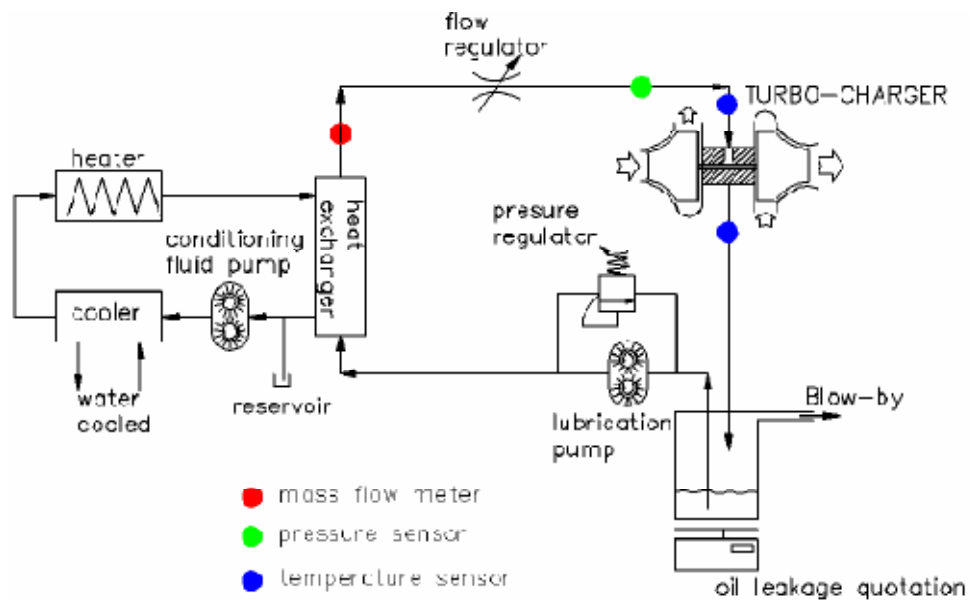 flow
regulator
TURBO-CHARGER
heater
heat
excharger
presure
regulator
conditioning
fluid pump
cooler
water
cooled
reservoir
lubrication
pump
Blow-by
mass flow meter
pressure sensor
temperature sensor
oil leakage quotation